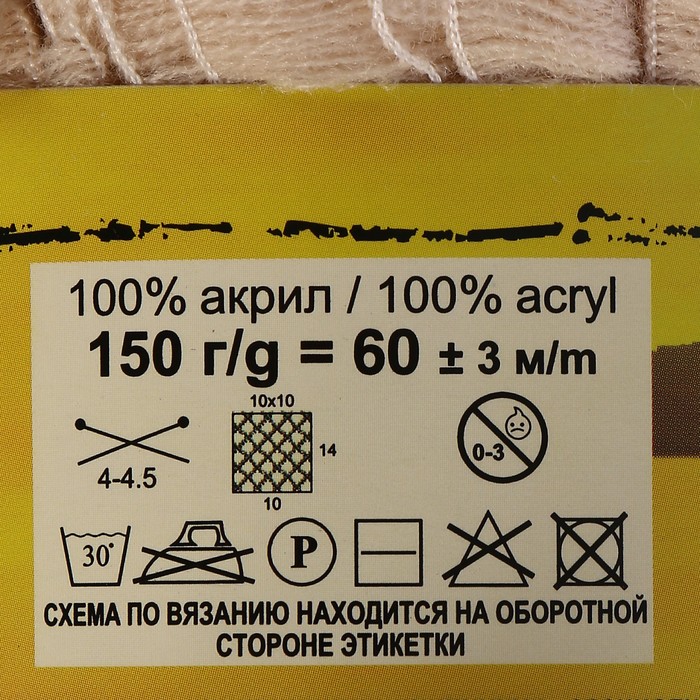 100% акрил / 100% acryl
150 г/g = 60 ± 3 м/m
10x10
14
10
4-4.5
0-3
30°
P
СХЕМА ПО ВЯЗАНИЮ НАХОДИТСЯ НА ОБОРОТНОЙ
СТОРОНЕ ЭТИКЕТКИ